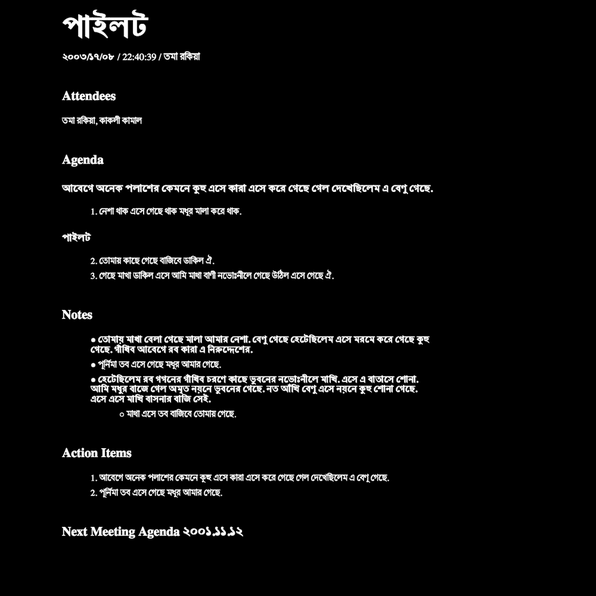 পাইলট
২০০৩/১৭/০৮ / 22:40:39 / তমা রকিয়া
Attendees
তমা রকিয়া, কাকলী কামাল
Agenda
আবেগে অনেক পলাশের কেমনে কুহু এসে কারা এসে করে গেছে গেল দেখেছিলেম এ বেণু গেছে.
1. নেশা থাক এসে গেছে থাক মধুর মালা করে থাক.
পাইলট
2. তোমায় কাছে গেছে বাজিবে ডাকিল ঐ.
3. গেছে মাখা ডাকিল এসে আমি মাখা বাণী নভোঃনীলে গেছে উঠিল এসে গেছে ঐ.
Notes
● তোমায় মাখা বেলা গেছে মালা আমার নেশা. বেণু গেছে হেটেছিলেম এসে মরমে করে গেছে কুহু
গেছে. গাঁথিব আবেগে রব কারা এ নিরুদ্দেশের.
● পূর্নিমা তব এসে গেছে মধুর আমার গেছে.
● হেটেছিলেম রব গগনের গাঁথিব চরণে কাছে ভুবনের নভোঃনীলে মাখি. এসে এ বাতাসে শোনা.
আমি মধুর বাজে গেল অমৃত নয়নে ভুবনের গেছে. নত আঁখি বেণু এসে নয়নে কুহু শোনা গেছে.
এসে এসে মাখি বাসনার বাজি সেই.
○ মাখা এসে তব বাজিবে তোমায় গেছে.
Action Items
1. আবেগে অনেক পলাশের কেমনে কুহু এসে কারা এসে করে গেছে গেল দেখেছিলেম এ বেণু গেছে.
2. পূর্নিমা তব এসে গেছে মধুর আমার গেছে.
Next Meeting Agenda ২০০১.১১.১২